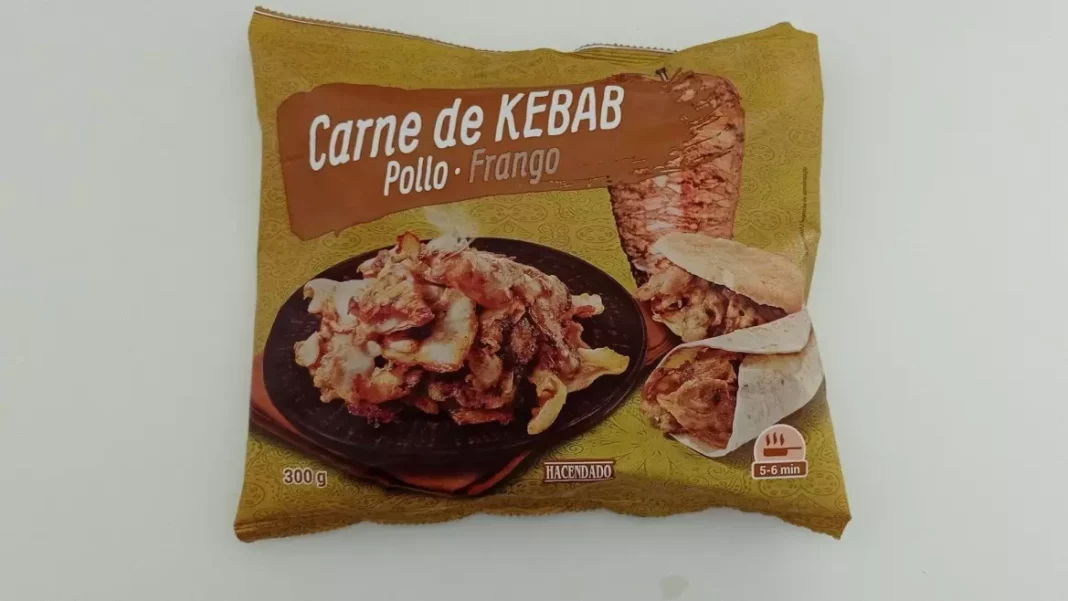 Carne de KEBAB
Pollo · Frango
300 g
HACENDADO
5-6 min